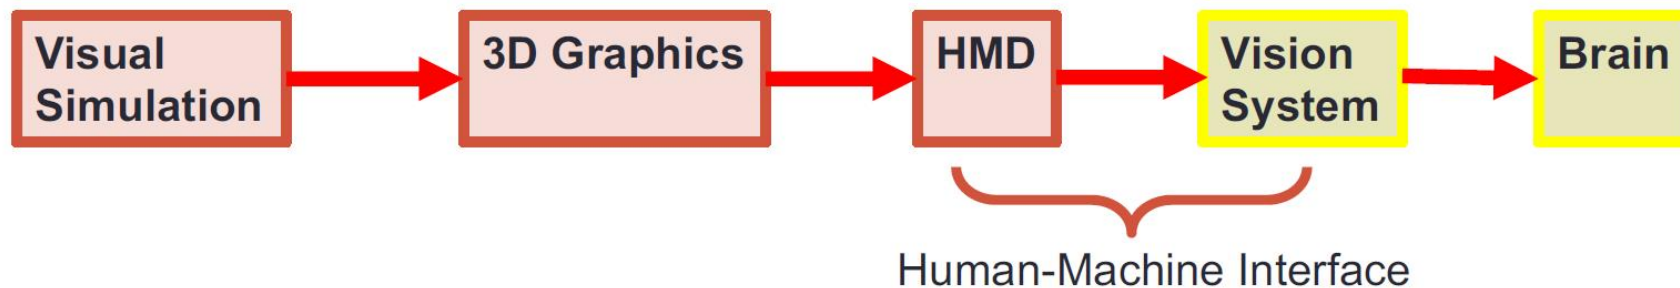 Visual
Simulation
3D Graphics
HMD
Vision
System
Brain
Human-Machine Interface